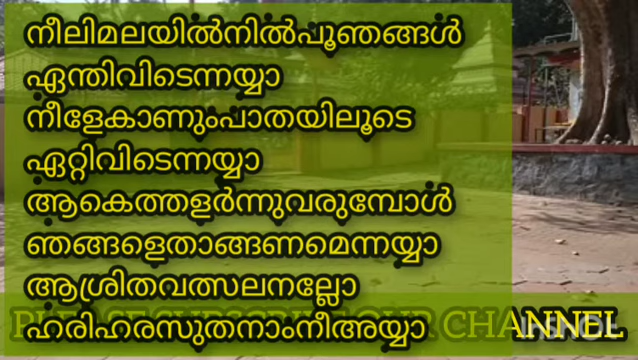 നീലിമലയിൽനിൽപൂഞങ്ങൾ
ഏന്തിവിടെന്നയ്യാ
നീളേകാണുംപാതയിലൂടെ
ഏറ്റിവിടെന്നയ്യാ
ആകെത്തളർന്നുവരുമ്പോൾ
ഞങ്ങളെതാങ്ങണമെന്നയ്യാ
ആശ്രിതവത്സലനല്ലോ
ഹരിഹരസുതനാംനീഅയ്യാ
CHANNEL